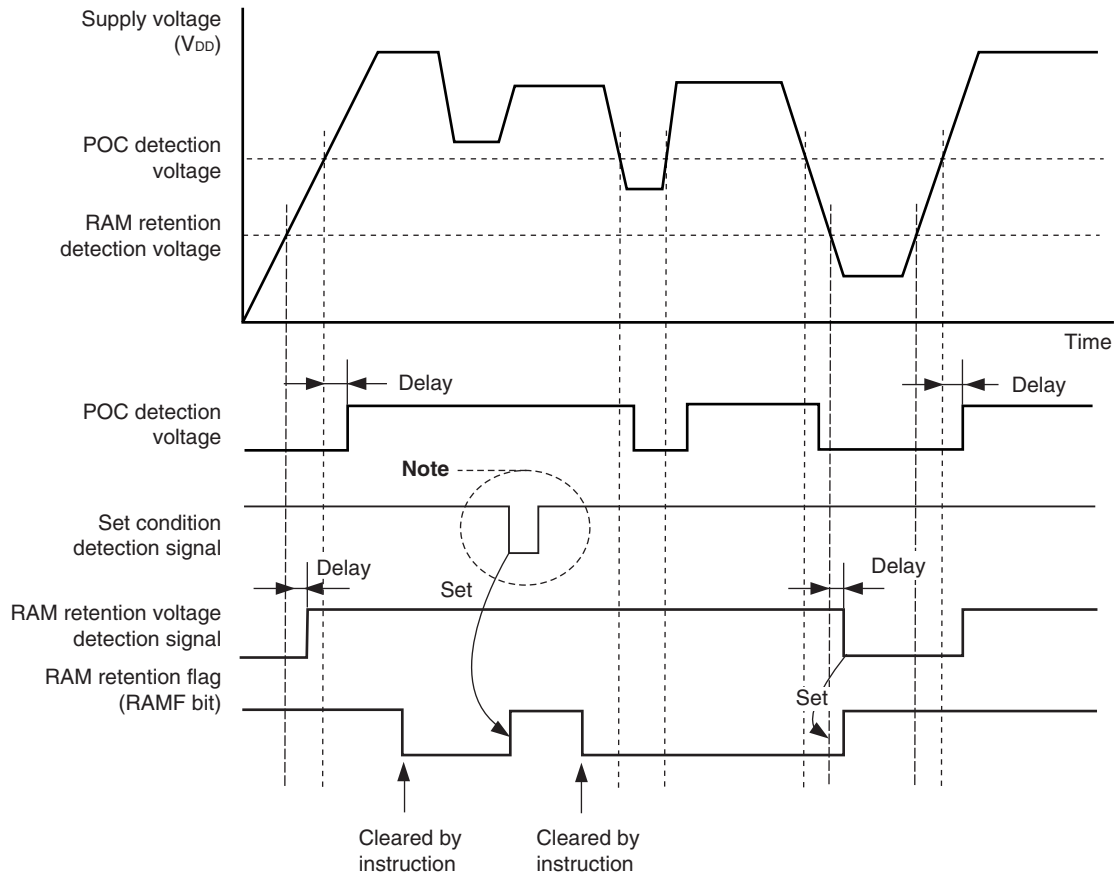 Supply voltage
(VDD)
POC detection
voltage
RAM retention
detection voltage
Time
Delay
Delay
POC detection
voltage
Note
Set condition
detection signal
Set
Delay
Delay
RAM retention voltage
detection signal
RAM retention flag
(RAMF bit)
Set
Cleared by
instruction
Cleared by
instruction